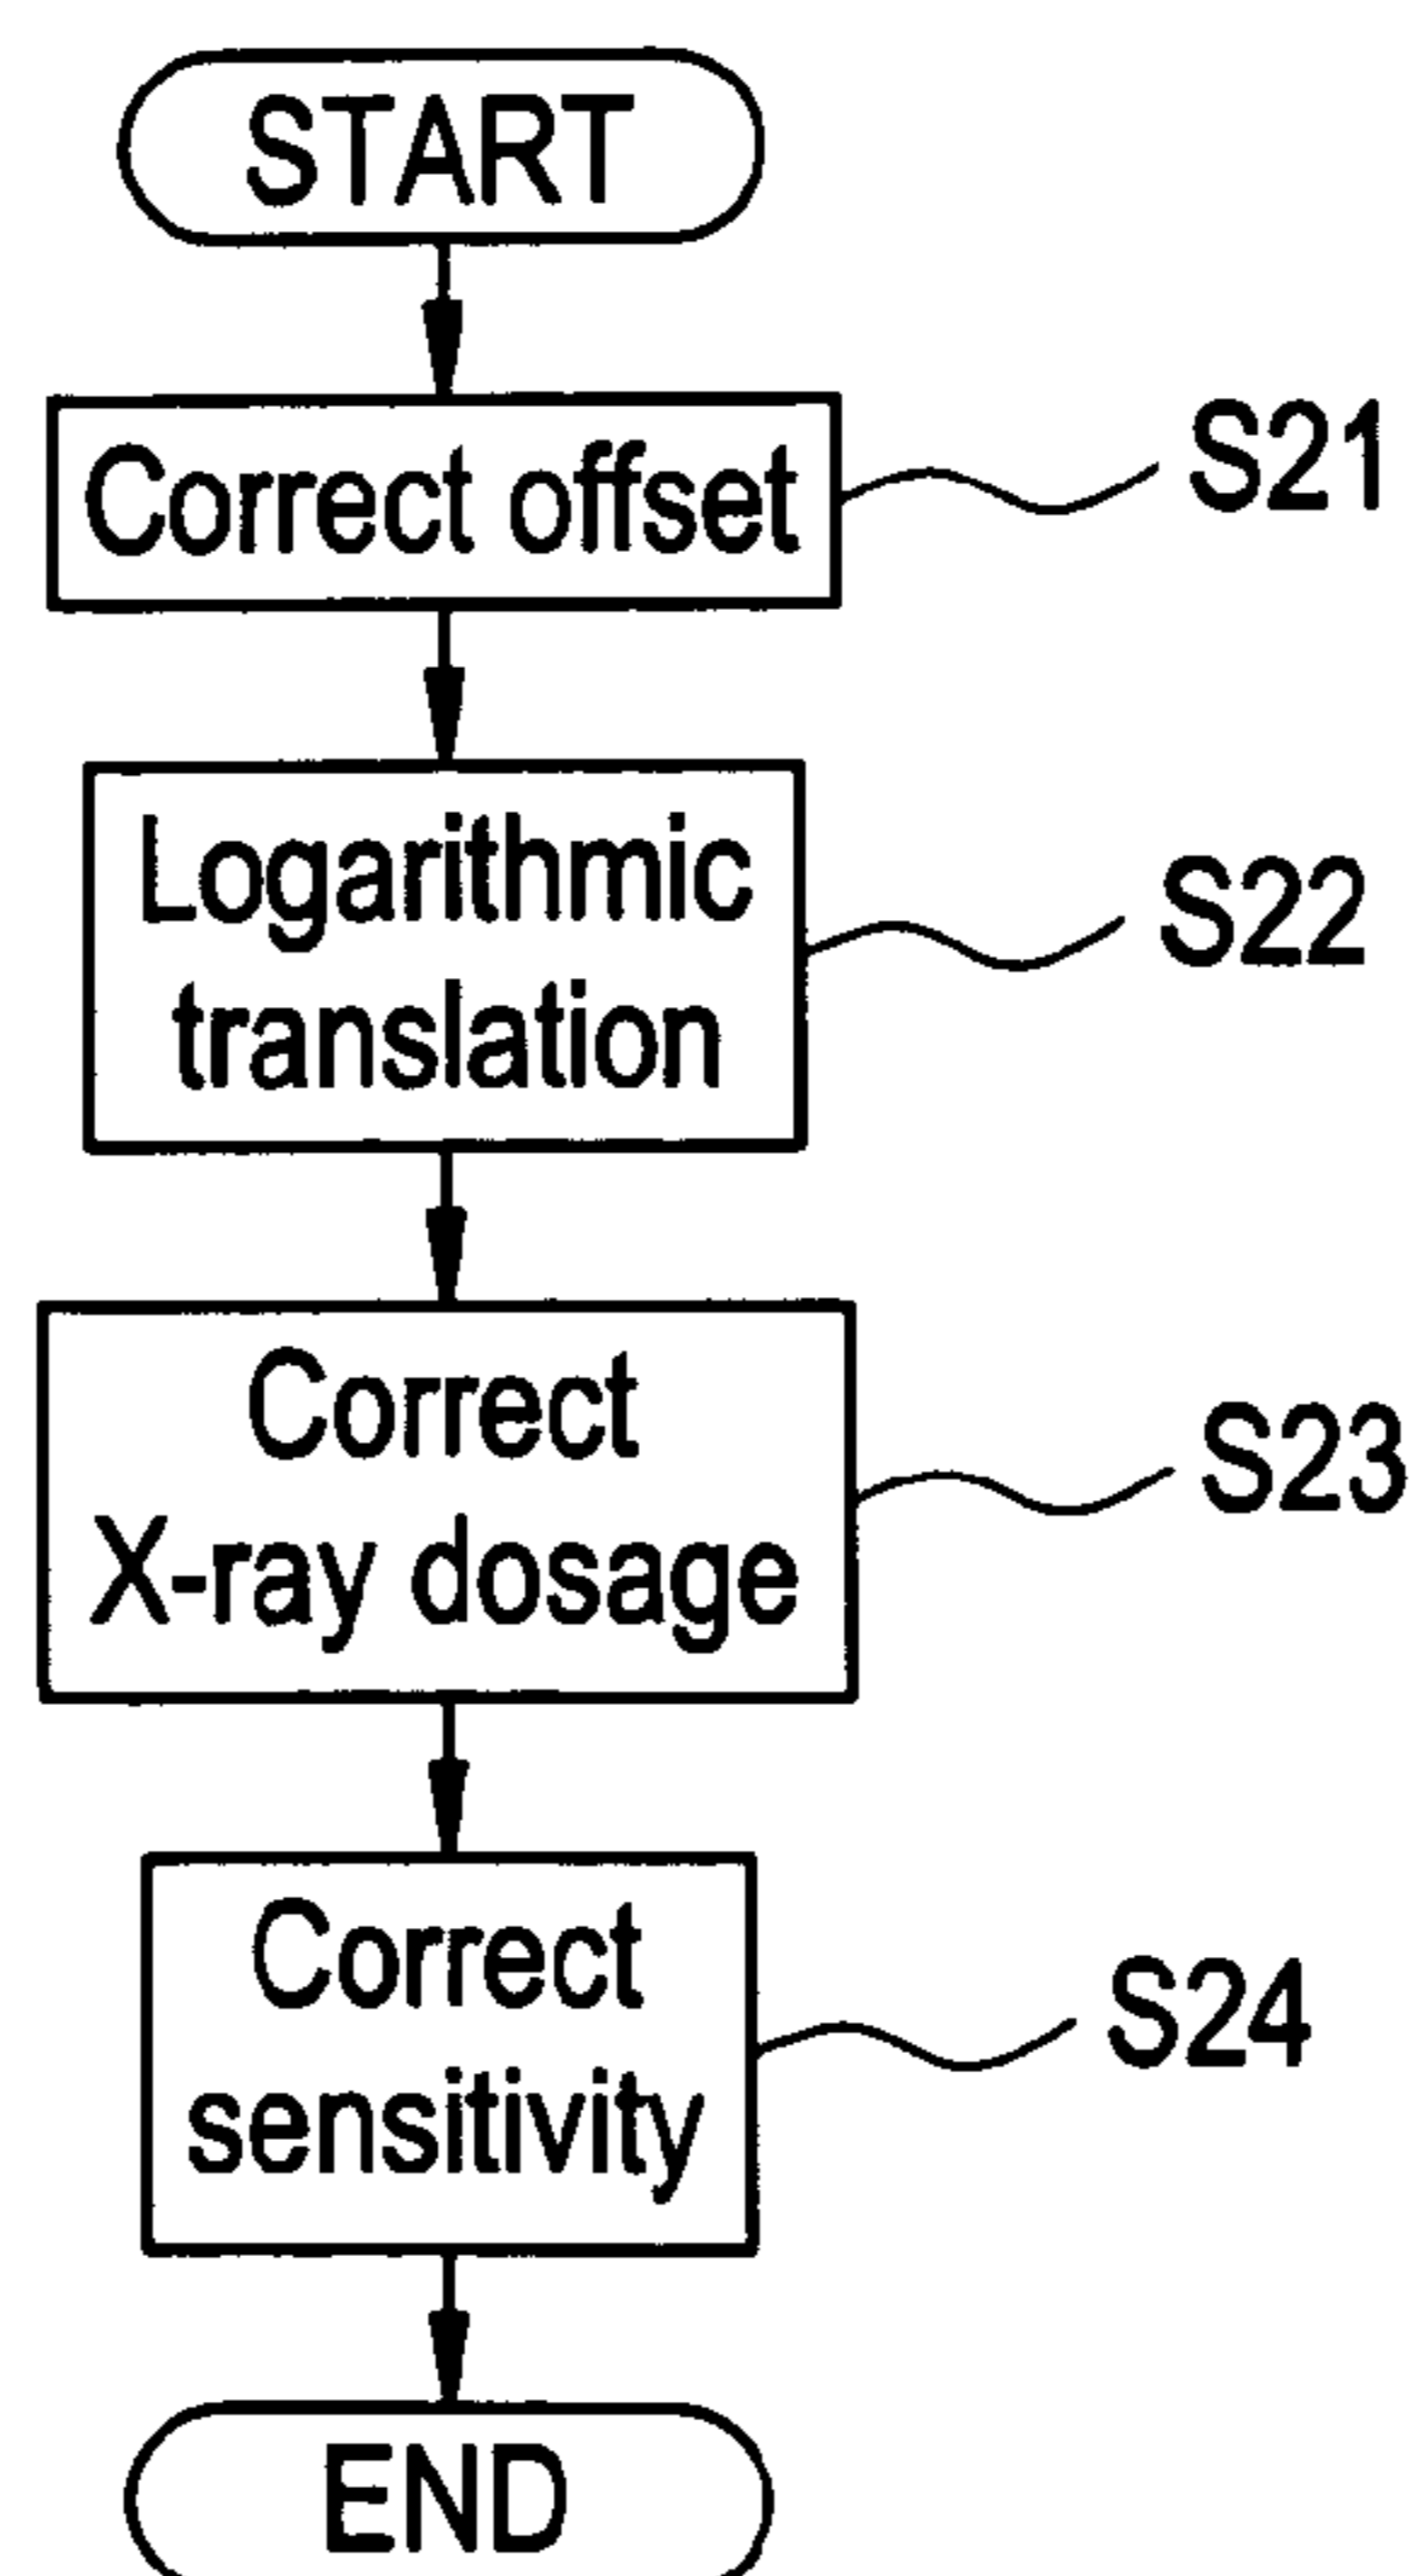 START
Correct offset
S21
Logarithmic
translation
S22
Correct
X-ray dosage
S23
Correct
sensitivity
S24
END